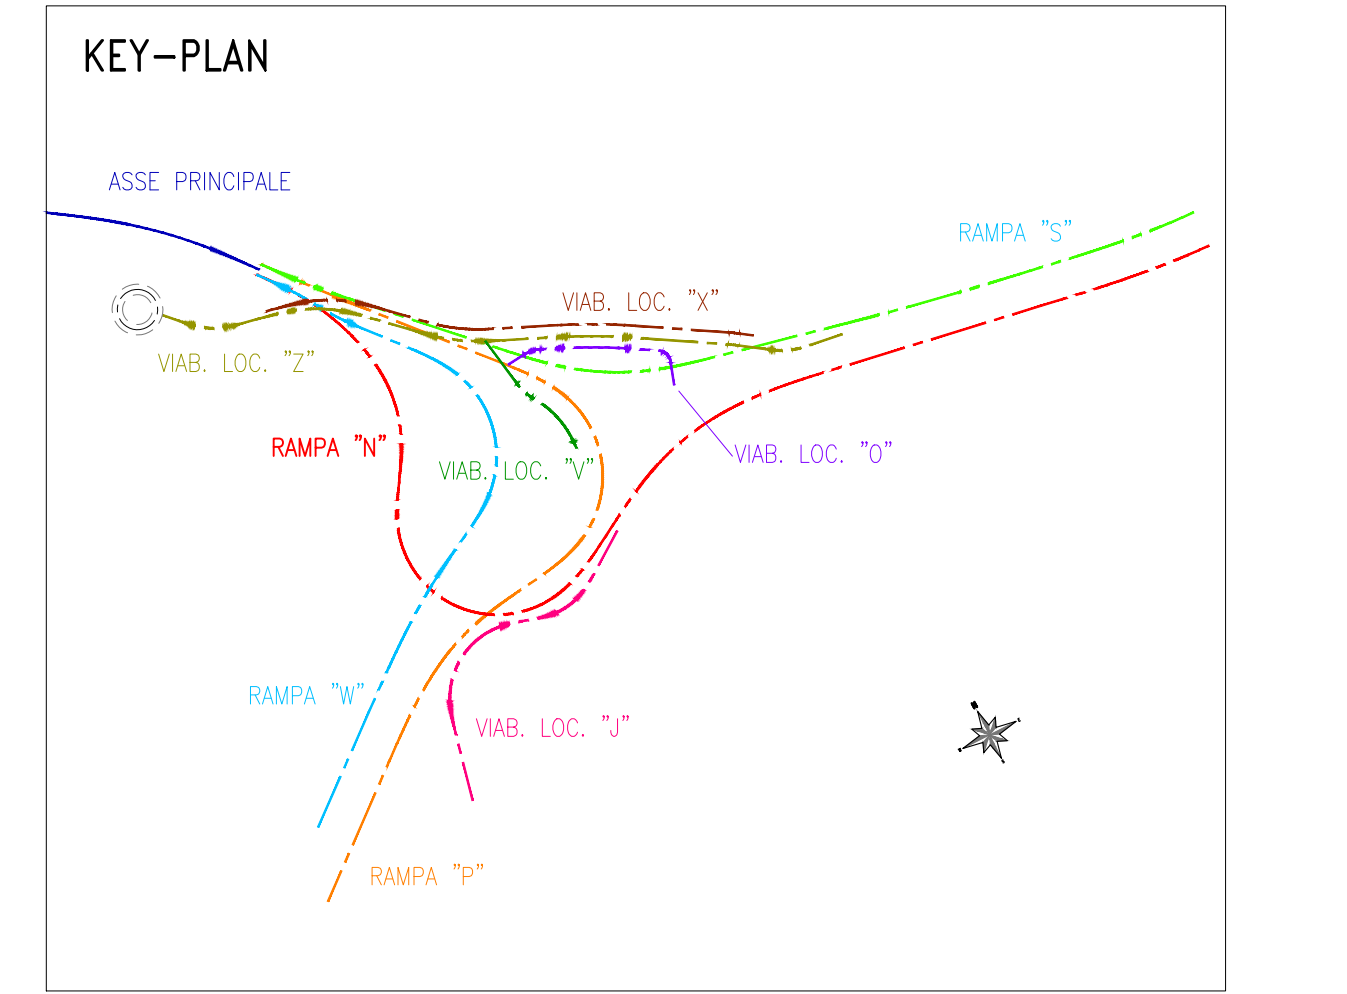 KEY-PLAN
ASSE PRINCIPALE
RAMPA "S"
VIAB. LOC. "X"
VIAB. LOC. "Z"
RAMPA "N"
VIAB. LOC. "O"
VIAB. LOC. "V"
RAMPA "W"
VIAB. LOC. "J"
RAMPA "P"